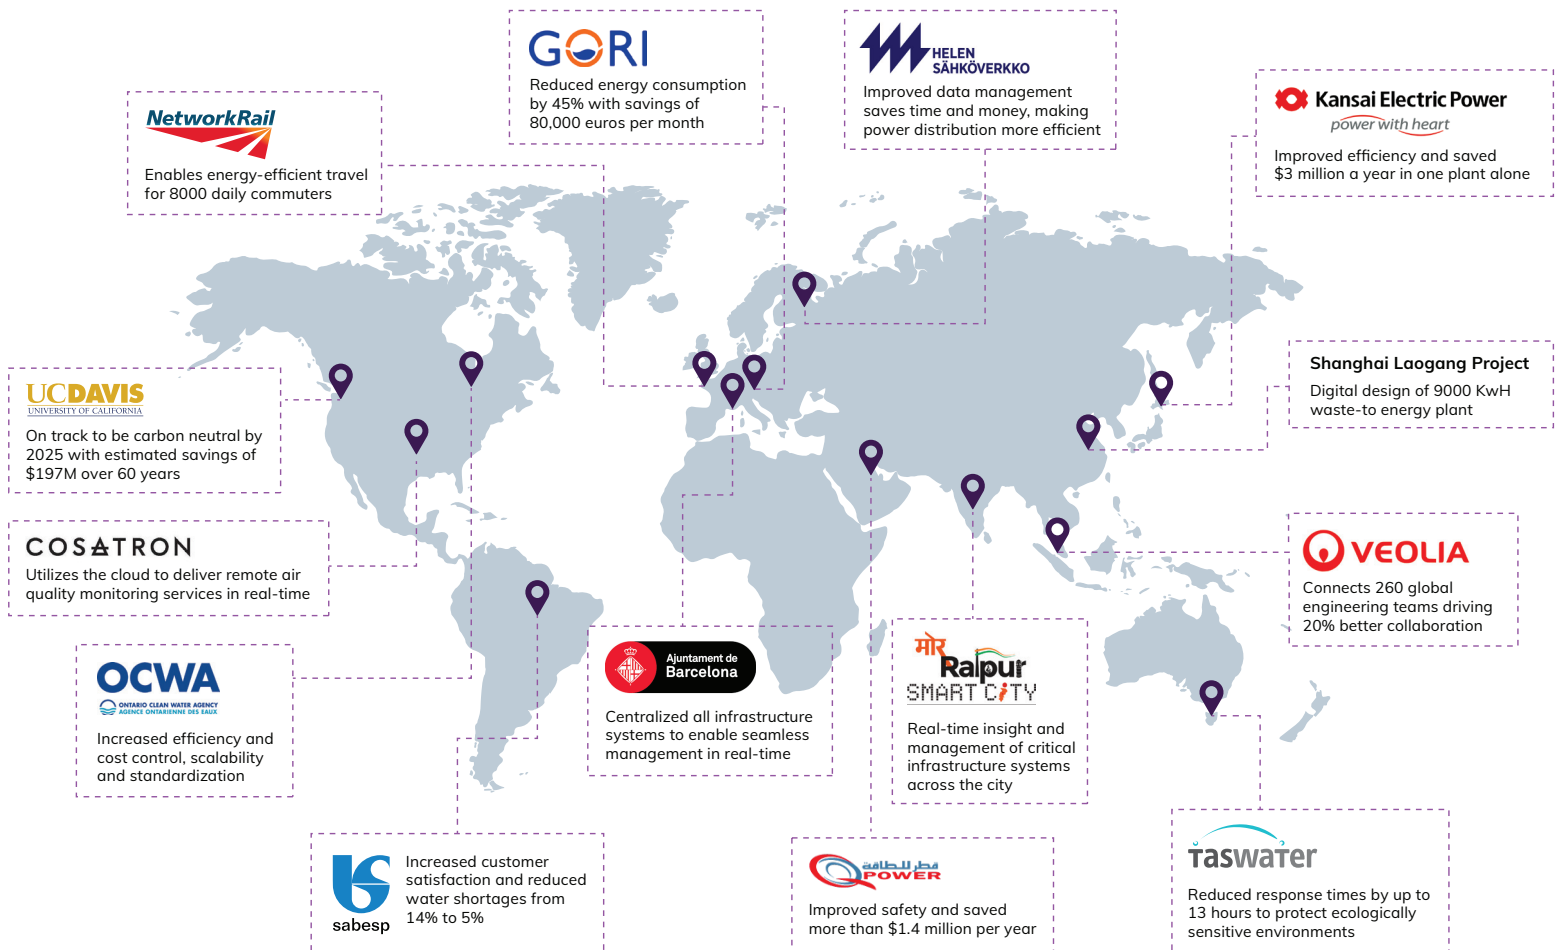 GORI
Reduced energy consumption
by 45% with savings of
80,000 euros per month
HELEN
SÄHKÖVERKKO
Improved data management
saves time and money, making
power distribution more efficient
Kansai Electric Power
power with heart
Improved efficiency and saved
$3 million a year in one plant alone
NetworkRail
Enables energy-efficient travel
for 8000 daily commuters
Shanghai Laogang Project
Digital design of 9000 KwH
waste-to energy plant
UCDAVIS
UNIVERSITY OF CALIFORNIA
On track to be carbon neutral by
2025 with estimated savings of
$197M over 60 years
COSATRON
Utilizes the cloud to deliver remote air
quality monitoring services in real-time
VEOLIA
Connects 260 global
engineering teams driving
20% better collaboration
OCWA
ONTARIO CLEAN WATER AGENCY
AGENCE ONTARIENNE DES EAUX
Increased efficiency and
cost control, scalability
and standardization
Ajuntament de
Barcelona
Centralized all infrastructure
systems to enable seamless
management in real-time
मोर
Raipur
SMART CiTY
Real-time insight and
management of critical
infrastructure systems
across the city
sabesp
Increased customer
satisfaction and reduced
water shortages from
14% to 5%
قطر للطاقة
QPOWER
Improved safety and saved
more than $1.4 million per year
TasWater
Reduced response times by up to
13 hours to protect ecologically
sensitive environments